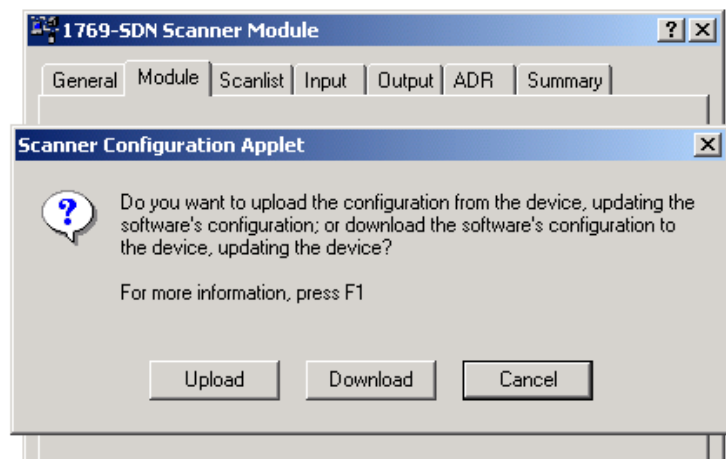 1769-SDN Scanner Module
General Module Scanlist Input Output ADR Summary
Scanner Configuration Applet
Do you want to upload the configuration from the device, updating the
software's configuration; or download the software's configuration to
the device, updating the device?
For more information, press F1
Upload Download Cancel